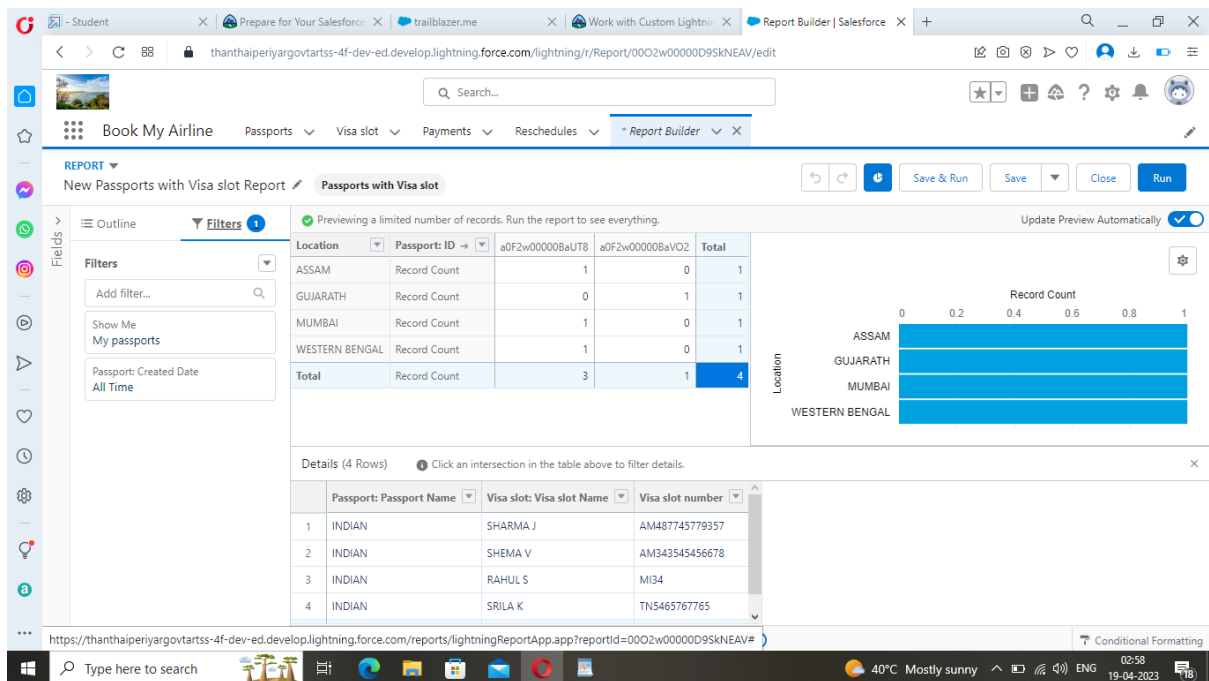 - Student
Prepare for Your Salesforce
trailblazer.me
Work with Custom Lightnin
Report Builder | Salesforce
thanthaiperiyargovtartss-4f-dev-ed.develop.lightning.force.com/lightning/r/Report/00O2w00000D9SkNEAV/edit
Search...
Book My Airline
Passports
Visa slot
Payments
Reschedules
* Report Builder
REPORT
New Passports with Visa slot Report
Passports with Visa slot
Save & Run
Save
Close
Run
Fields
Outline
Filters 1
Previewing a limited number of records. Run the report to see everything.
Update Preview Automatically
Filters
Add filter...
Show Me
My passports
Passport: Created Date
All Time
Location Passport: ID → a0F2w00000BaUT8 a0F2w00000BaVO2 Total
ASSAM Record Count 1 0 1
GUJARATH Record Count 0 1 1
MUMBAI Record Count 1 0 1
WESTERN BENGAL Record Count 1 0 1
Total Record Count 3 1 4
Record Count
0 0.2 0.4 0.6 0.8 1
Location
ASSAM
GUJARATH
MUMBAI
WESTERN BENGAL
Details (4 Rows)
Click an intersection in the table above to filter details.
Passport: Passport Name Visa slot: Visa slot Name Visa slot number
1 INDIAN SHARMA J AM487745779357
2 INDIAN SHEMA V AM343545456678
3 INDIAN RAHUL S MI34
4 INDIAN SRILA K TN5465767765
https://thanthaiperiyargovtartss-4f-dev-ed.develop.lightning.force.com/reports/lightningReportApp.app?reportId=00O2w00000D9SkNEAV#
Conditional Formatting
Type here to search
40°C Mostly sunny
ENG
02:58
19-04-2023
18